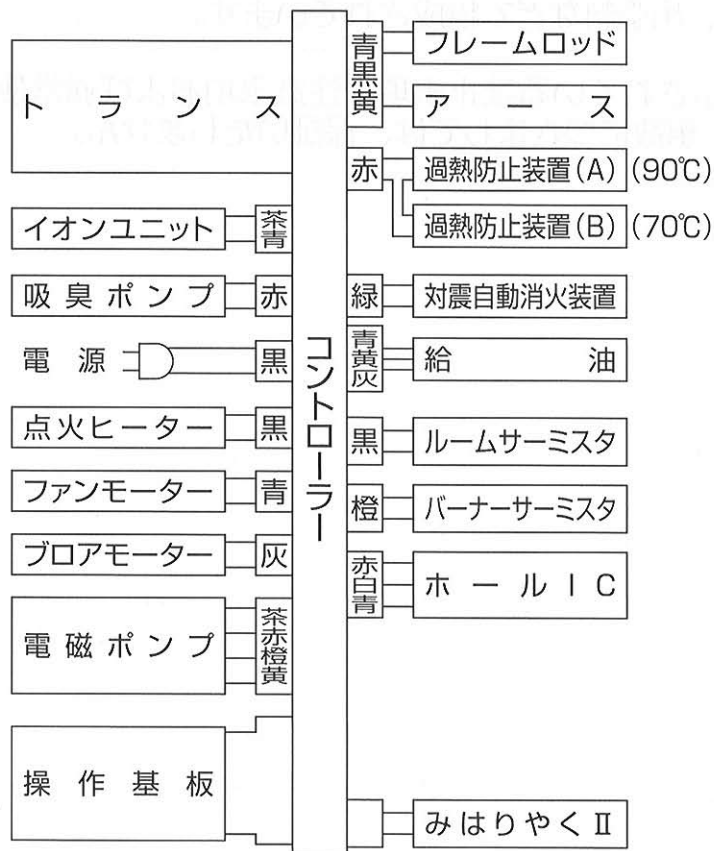 トランス
イオンユニット
茶青
吸臭ポンプ
赤
電源
黒
点火ヒーター
黒
ファンモーター
青
ブロアモーター
灰
電磁ポンプ
茶赤橙黄
操作基板
コントローラー
青黒黄
フレームロッド
アース
赤
過熱防止装置(A)(90℃)
過熱防止装置(B)(70℃)
緑
対震自動消火装置
青黄灰
給油
黒
ルームサーミスタ
橙
バーナーサーミスタ
赤白青
ホールIC
みはりやくⅡ